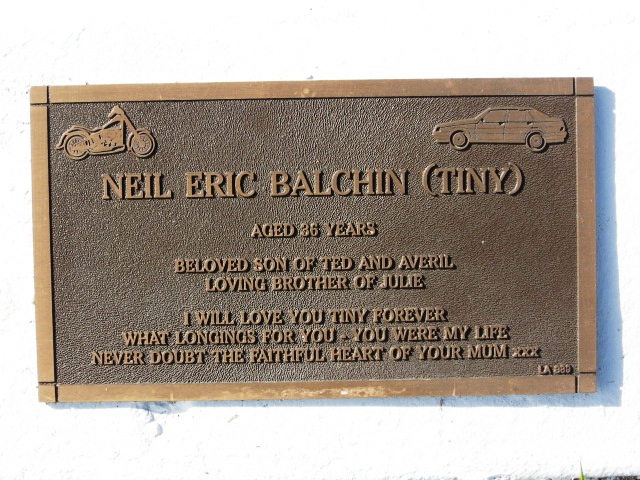 NEIL ERIC BALCHIN (TINY)
AGED 36 YEARS
BELOVED SON OF TED AND AVERIL
LOVING BROTHER OF JULIE
I WILL LOVE YOU TINY FOREVER
WHAT LONGINGS FOR YOU - YOU WERE MY LIFE
NEVER DOUBT THE FAITHFUL HEART OF YOUR MUM XXX